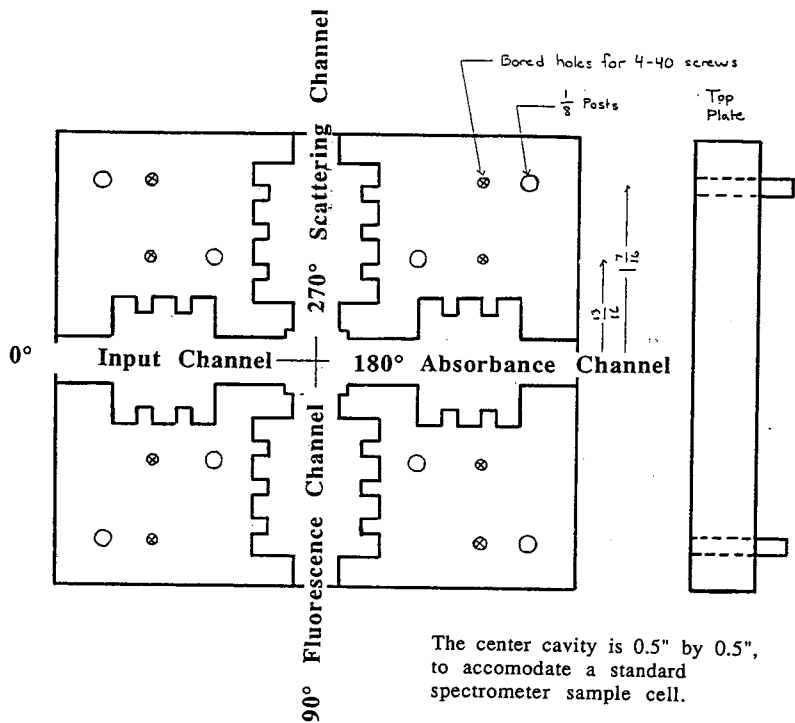 270° Scattering Channel
Bored holes for 4-40 screws
1/8 Posts
Top
Plate
13/16
1 7/16
0°
Input Channel
180° Absorbance Channel
90° Fluorescence Channel
The center cavity is 0.5" by 0.5",
to accomodate a standard
spectrometer sample cell.